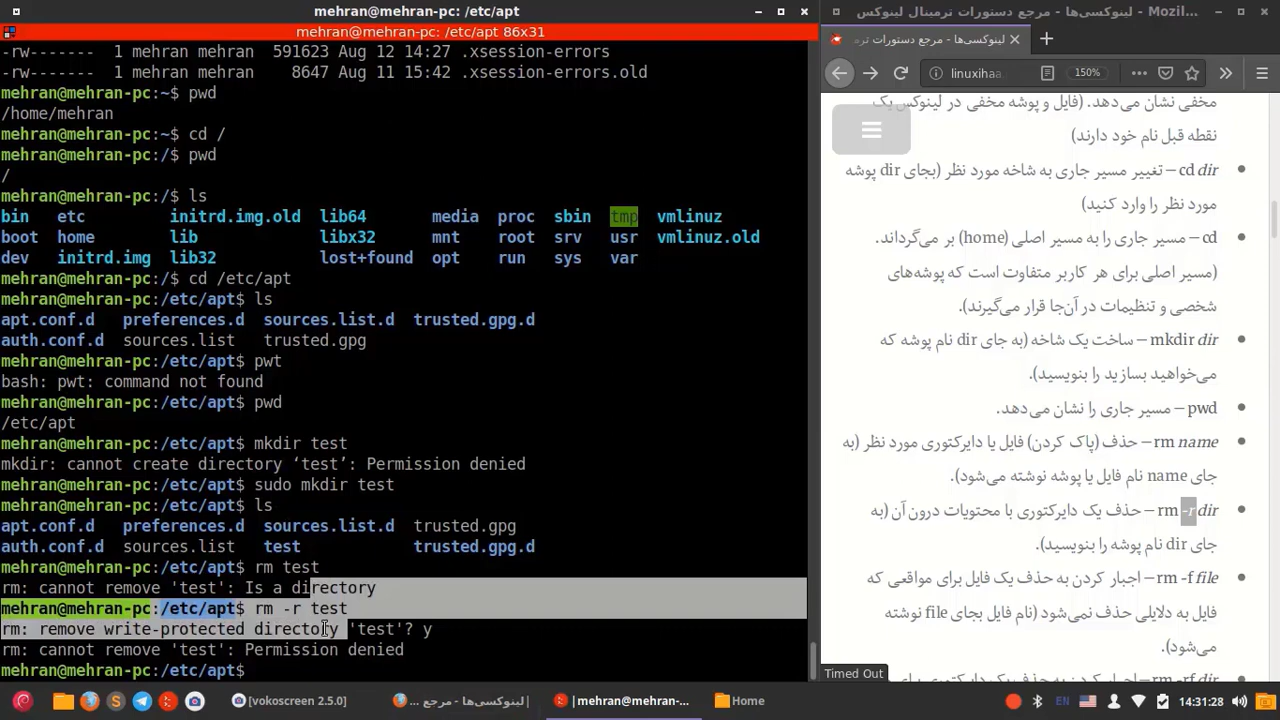 mehran@mehran-pc: /etc/apt
mehran@mehran-pc: /etc/apt 86x31
-rw------- 1 mehran mehran 591623 Aug 12 14:27 .xsession-errors
-rw------- 1 mehran mehran 8647 Aug 11 15:42 .xsession-errors.old
mehran@mehran-pc:~$ pwd
/home/mehran
mehran@mehran-pc:~$ cd /
mehran@mehran-pc:/$ pwd
/
mehran@mehran-pc:/$ ls
bin etc initrd.img.old lib64 media proc sbin tmp vmlinuz
boot home lib libx32 mnt root srv usr vmlinuz.old
dev initrd.img lib32 lost+found opt run sys var
mehran@mehran-pc:/$ cd /etc/apt
mehran@mehran-pc:/etc/apt$ ls
apt.conf.d preferences.d sources.list.d trusted.gpg.d
auth.conf.d sources.list trusted.gpg
mehran@mehran-pc:/etc/apt$ pwt
bash: pwt: command not found
mehran@mehran-pc:/etc/apt$ pwd
/etc/apt
mehran@mehran-pc:/etc/apt$ mkdir test
mkdir: cannot create directory ‘test’: Permission denied
mehran@mehran-pc:/etc/apt$ sudo mkdir test
mehran@mehran-pc:/etc/apt$ ls
apt.conf.d preferences.d sources.list.d trusted.gpg
auth.conf.d sources.list test trusted.gpg.d
mehran@mehran-pc:/etc/apt$ rm test
rm: cannot remove 'test': Is a directory
mehran@mehran-pc:/etc/apt$ rm -r test
rm: remove write-protected directory 'test'? y
rm: cannot remove 'test': Permission denied
mehran@mehran-pc:/etc/apt$
لینوکسی‌ها - مرجع دستورات ترمینال لینوکس - Mozil...
لینوکسی‌ها - مرجع دستورات ترم
linuxihaa
150%
مخفی نشان می‌دهد. (فایل و پوشه مخفی در لینوکس یک
نقطه قبل نام خود دارند)
cd dir – تغییر مسیر جاری به شاخه مورد نظر (بجای dir پوشه
مورد نظر را وارد کنید)
cd – مسیر جاری را به مسیر اصلی (home) بر می‌گرداند.
(مسیر اصلی برای هر کاربر متفاوت است که پوشه‌های
شخصی و تنظیمات در آن‌جا قرار می‌گیرند).
mkdir dir – ساخت یک شاخه (به جای dir نام پوشه که
می‌خواهید بسازید را بنویسید).
pwd – مسیر جاری را نشان می‌دهد.
rm name – حذف (پاک کردن) فایل یا دایرکتوری مورد نظر (به
جای name نام فایل یا پوشه نوشته می‌شود).
rm -r dir – حذف یک دایرکتوری با محتویات درون آن (به
جای dir نام پوشه را بنویسید).
rm -f file – اجبار کردن به حذف یک فایل برای مواقعی که
فایل به دلایلی حذف نمی‌شود (نام فایل بجای file نوشته
می‌شود).
rm -rf dir – اجبار کردن به حذف یک
Timed Out
[vokoscreen 2.5.0]
لینوکسی‌ها - مرجع ...
mehran@mehran-pc: /...
Home
EN
14:31:28